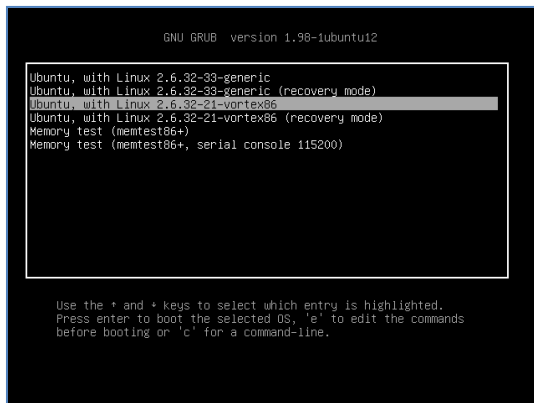 GNU GRUB  version 1.98-1ubuntu12
Ubuntu, with Linux 2.6.32-33-generic
Ubuntu, with Linux 2.6.32-33-generic (recovery mode)
Ubuntu, with Linux 2.6.32-21-vortex86
Ubuntu, with Linux 2.6.32-21-vortex86 (recovery mode)
Memory test (memtest86+)
Memory test (memtest86+, serial console 115200)
Use the ↑ and ↓ keys to select which entry is highlighted.
Press enter to boot the selected OS, 'e' to edit the commands
before booting or 'c' for a command-line.